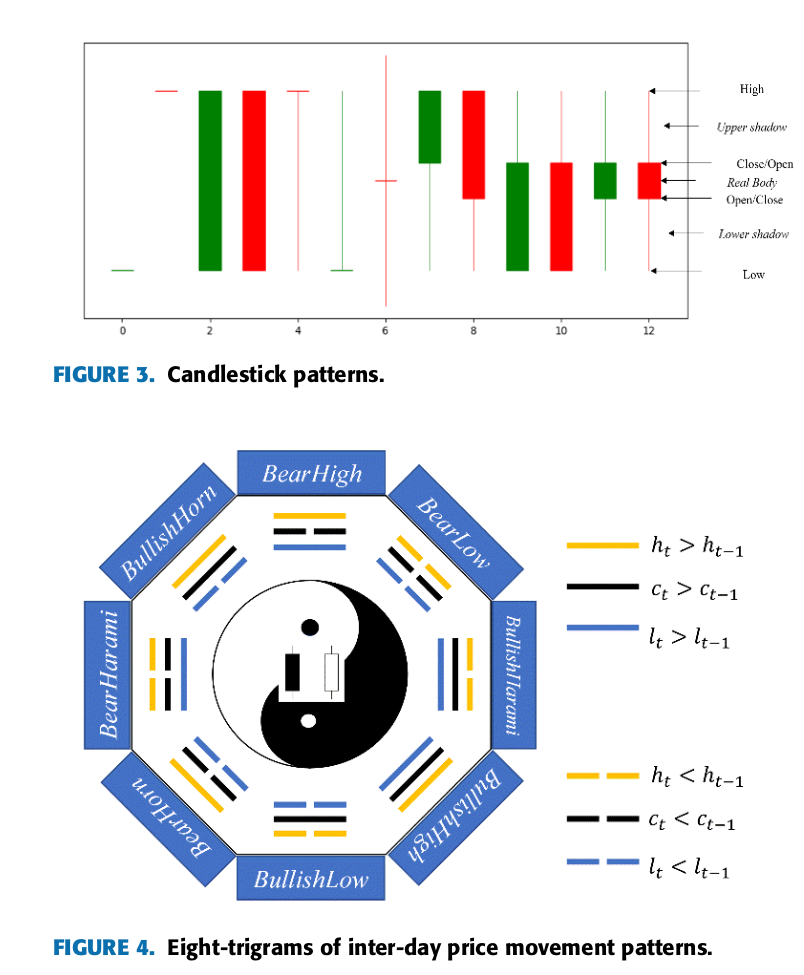 High
Upper shadow
Close/Open
Real Body
Open/Close
Lower shadow
Low
0 2 4 6 8 10 12
FIGURE 3. Candlestick patterns.
BearHigh
BullishHorn
BearLow
BearHarami
BullishHarami
BearHorn
BullishHigh
BullishLow
h_t > h_{t−1}
c_t > c_{t−1}
l_t > l_{t−1}
h_t < h_{t−1}
c_t < c_{t−1}
l_t < l_{t−1}
FIGURE 4. Eight-trigrams of inter-day price movement patterns.